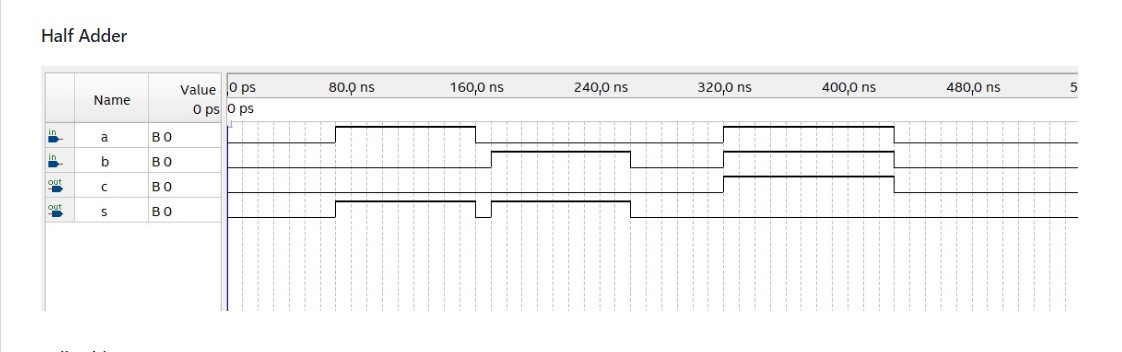 Half Adder
Name
Value
0 ps
0 ps 80.0 ns 160.0 ns 240.0 ns 320.0 ns 400.0 ns 480.0 ns 5
0 ps
in a B 0
in b B 0
out c B 0
out s B 0